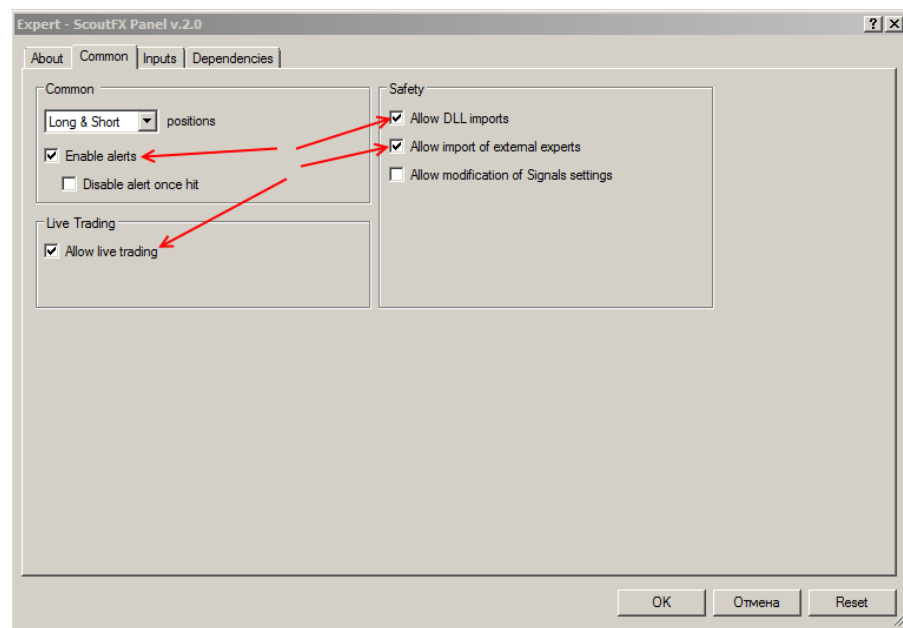 Expert - ScoutFX Panel v.2.0
About Common Inputs Dependencies
Common
Long & Short positions
Enable alerts
Disable alert once hit
Live Trading
Allow live trading
Safety
Allow DLL imports
Allow import of external experts
Allow modification of Signals settings
OK Отмена Reset